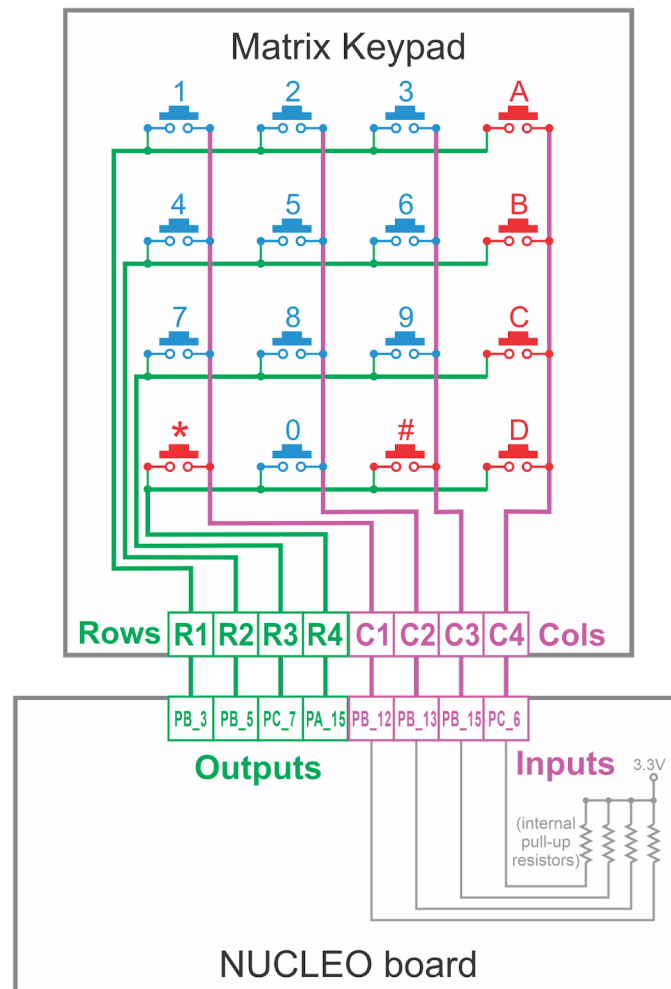 Matrix Keypad
1 2 3 A
4 5 6 B
7 8 9 C
* 0 # D
Rows R1 R2 R3 R4 C1 C2 C3 C4 Cols
PB_3 PB_5 PC_7 PA_15 PB_12 PB_13 PB_15 PC_6
Outputs Inputs
3.3V
(internal
pull-up
resistors)
NUCLEO board